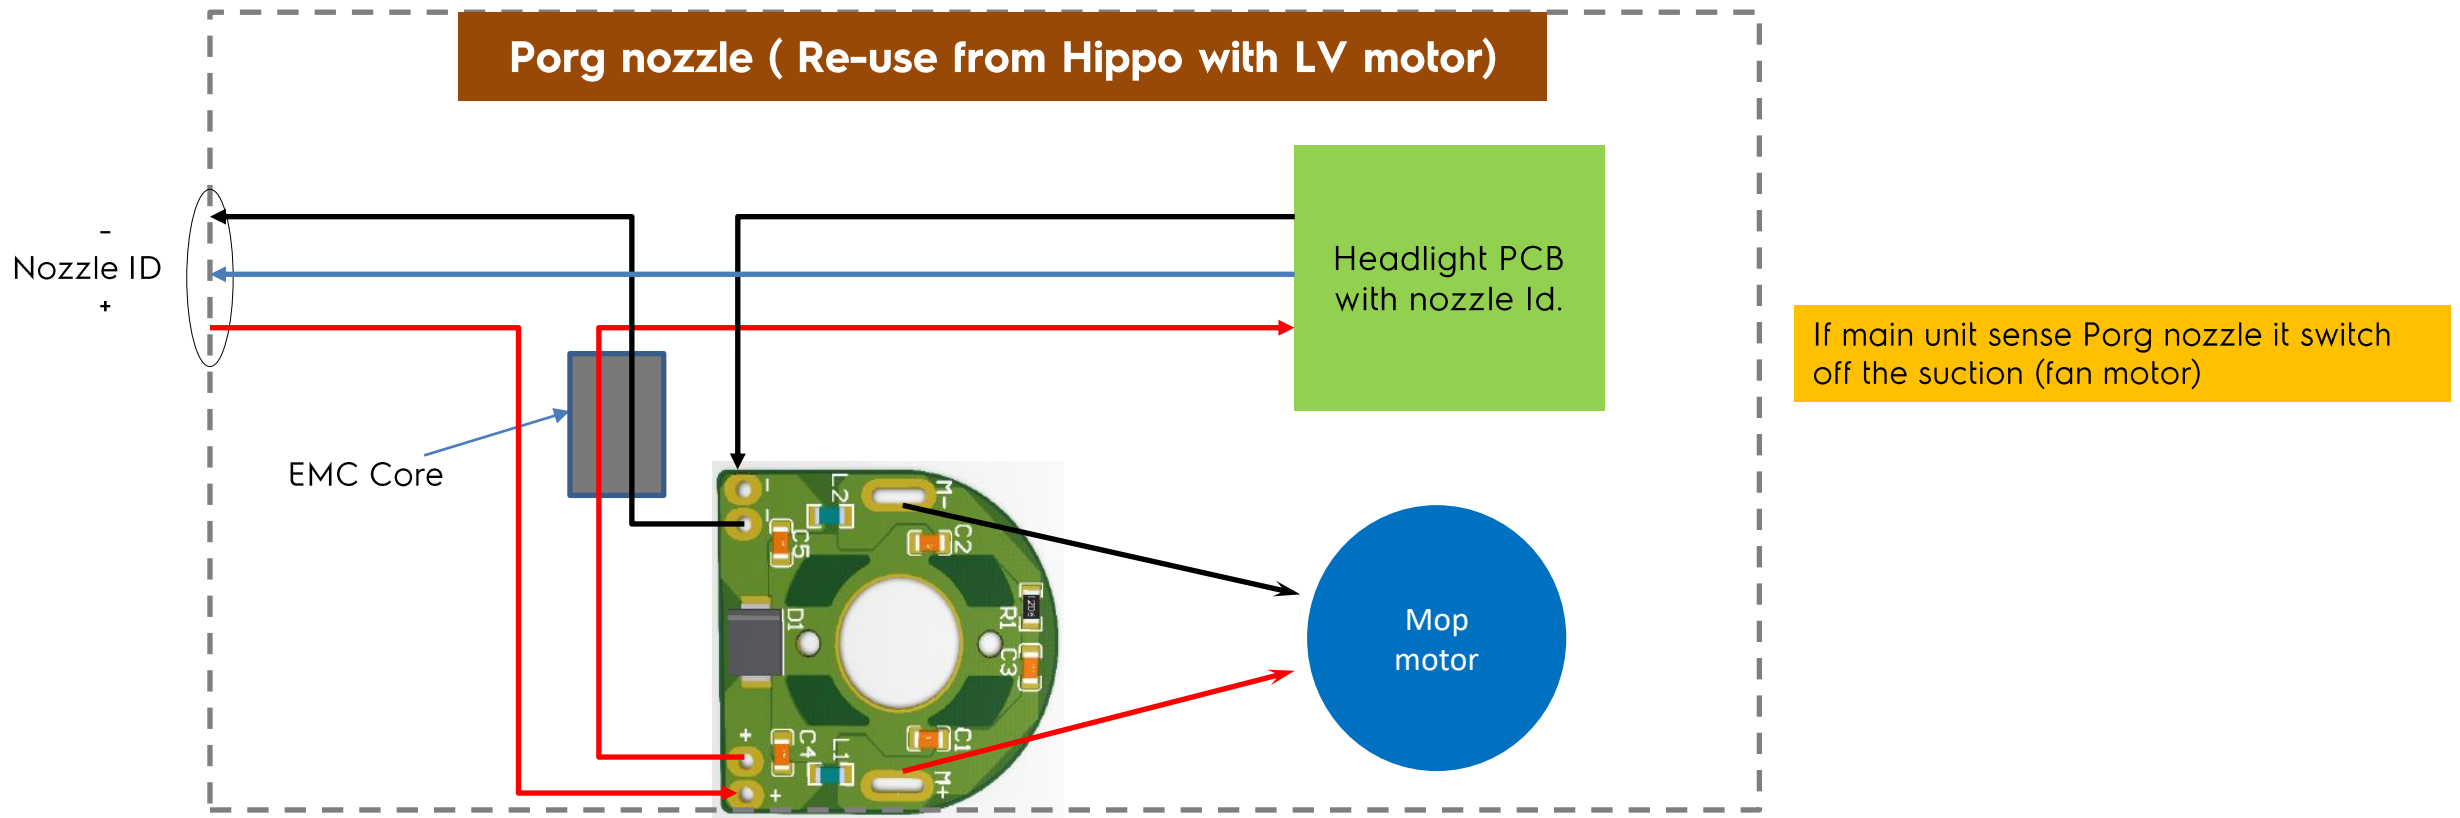 Porg nozzle ( Re-use from Hippo with LV motor)
-
Nozzle ID
+
Headlight PCB
with nozzle Id.
If main unit sense Porg nozzle it switch
off the suction (fan motor)
EMC Core
-
-
L2
M-
C5
C2
D1
R1
C3
Mop
motor
+
C4
L1
C1
+
M+